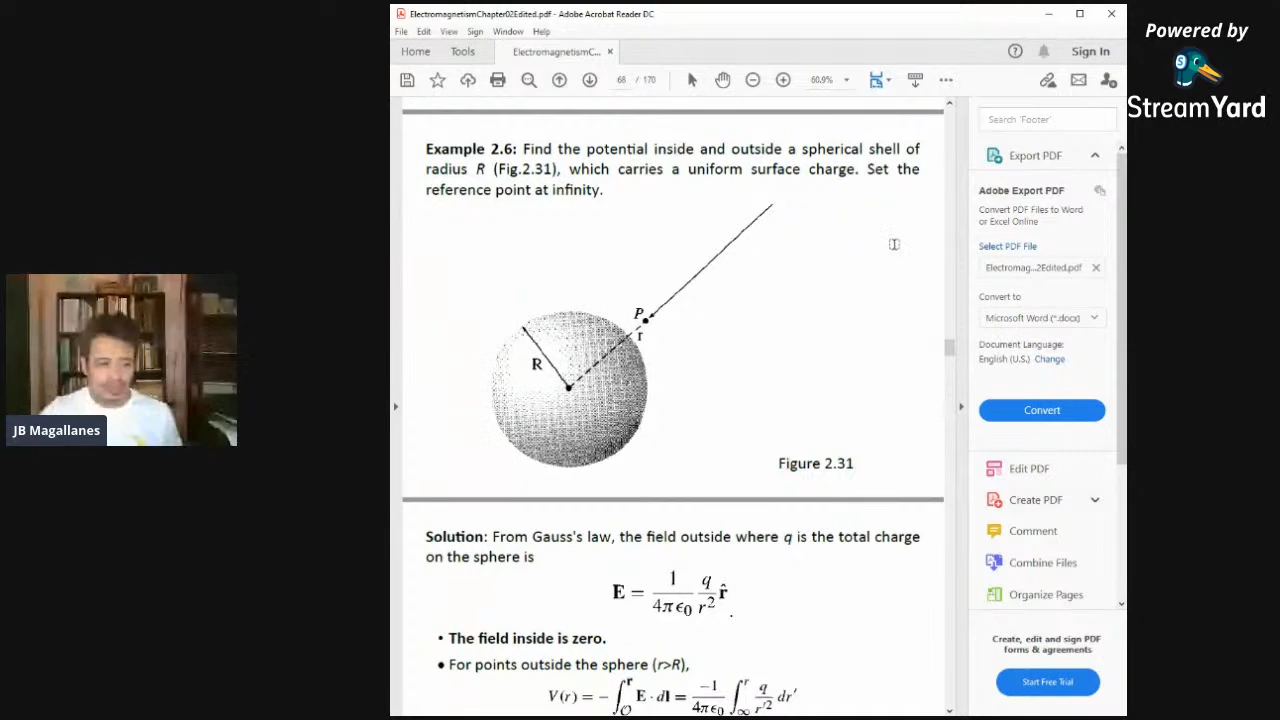 ElectromagnetismChapter02Edited.pdf - Adobe Acrobat Reader DC
File Edit View Sign Window Help
Home Tools ElectromagnetismC... × Sign In
68 / 170 60.9%
Powered by
StreamYard
Example 2.6: Find the potential inside and outside a spherical shell of
radius R (Fig.2.31), which carries a uniform surface charge. Set the
reference point at infinity.
P
r
R
Figure 2.31
Solution: From Gauss's law, the field outside where q is the total charge
on the sphere is
E = 1/4πϵ₀ q/r² r̂.
• The field inside is zero.
• For points outside the sphere (r>R),
V(r) = −∫_O^r E · dl = −1/4πϵ₀ ∫_∞^r q/r′² dr′
Search 'Footer'
Export PDF
Adobe Export PDF
Convert PDF Files to Word
or Excel Online
Select PDF File
Electromag...2Edited.pdf ×
Convert to
Microsoft Word (*.docx)
Document Language:
English (U.S.) Change
Convert
Edit PDF
Create PDF
Comment
Combine Files
Organize Pages
Create, edit and sign PDF
forms & agreements
Start Free Trial
JB Magallanes